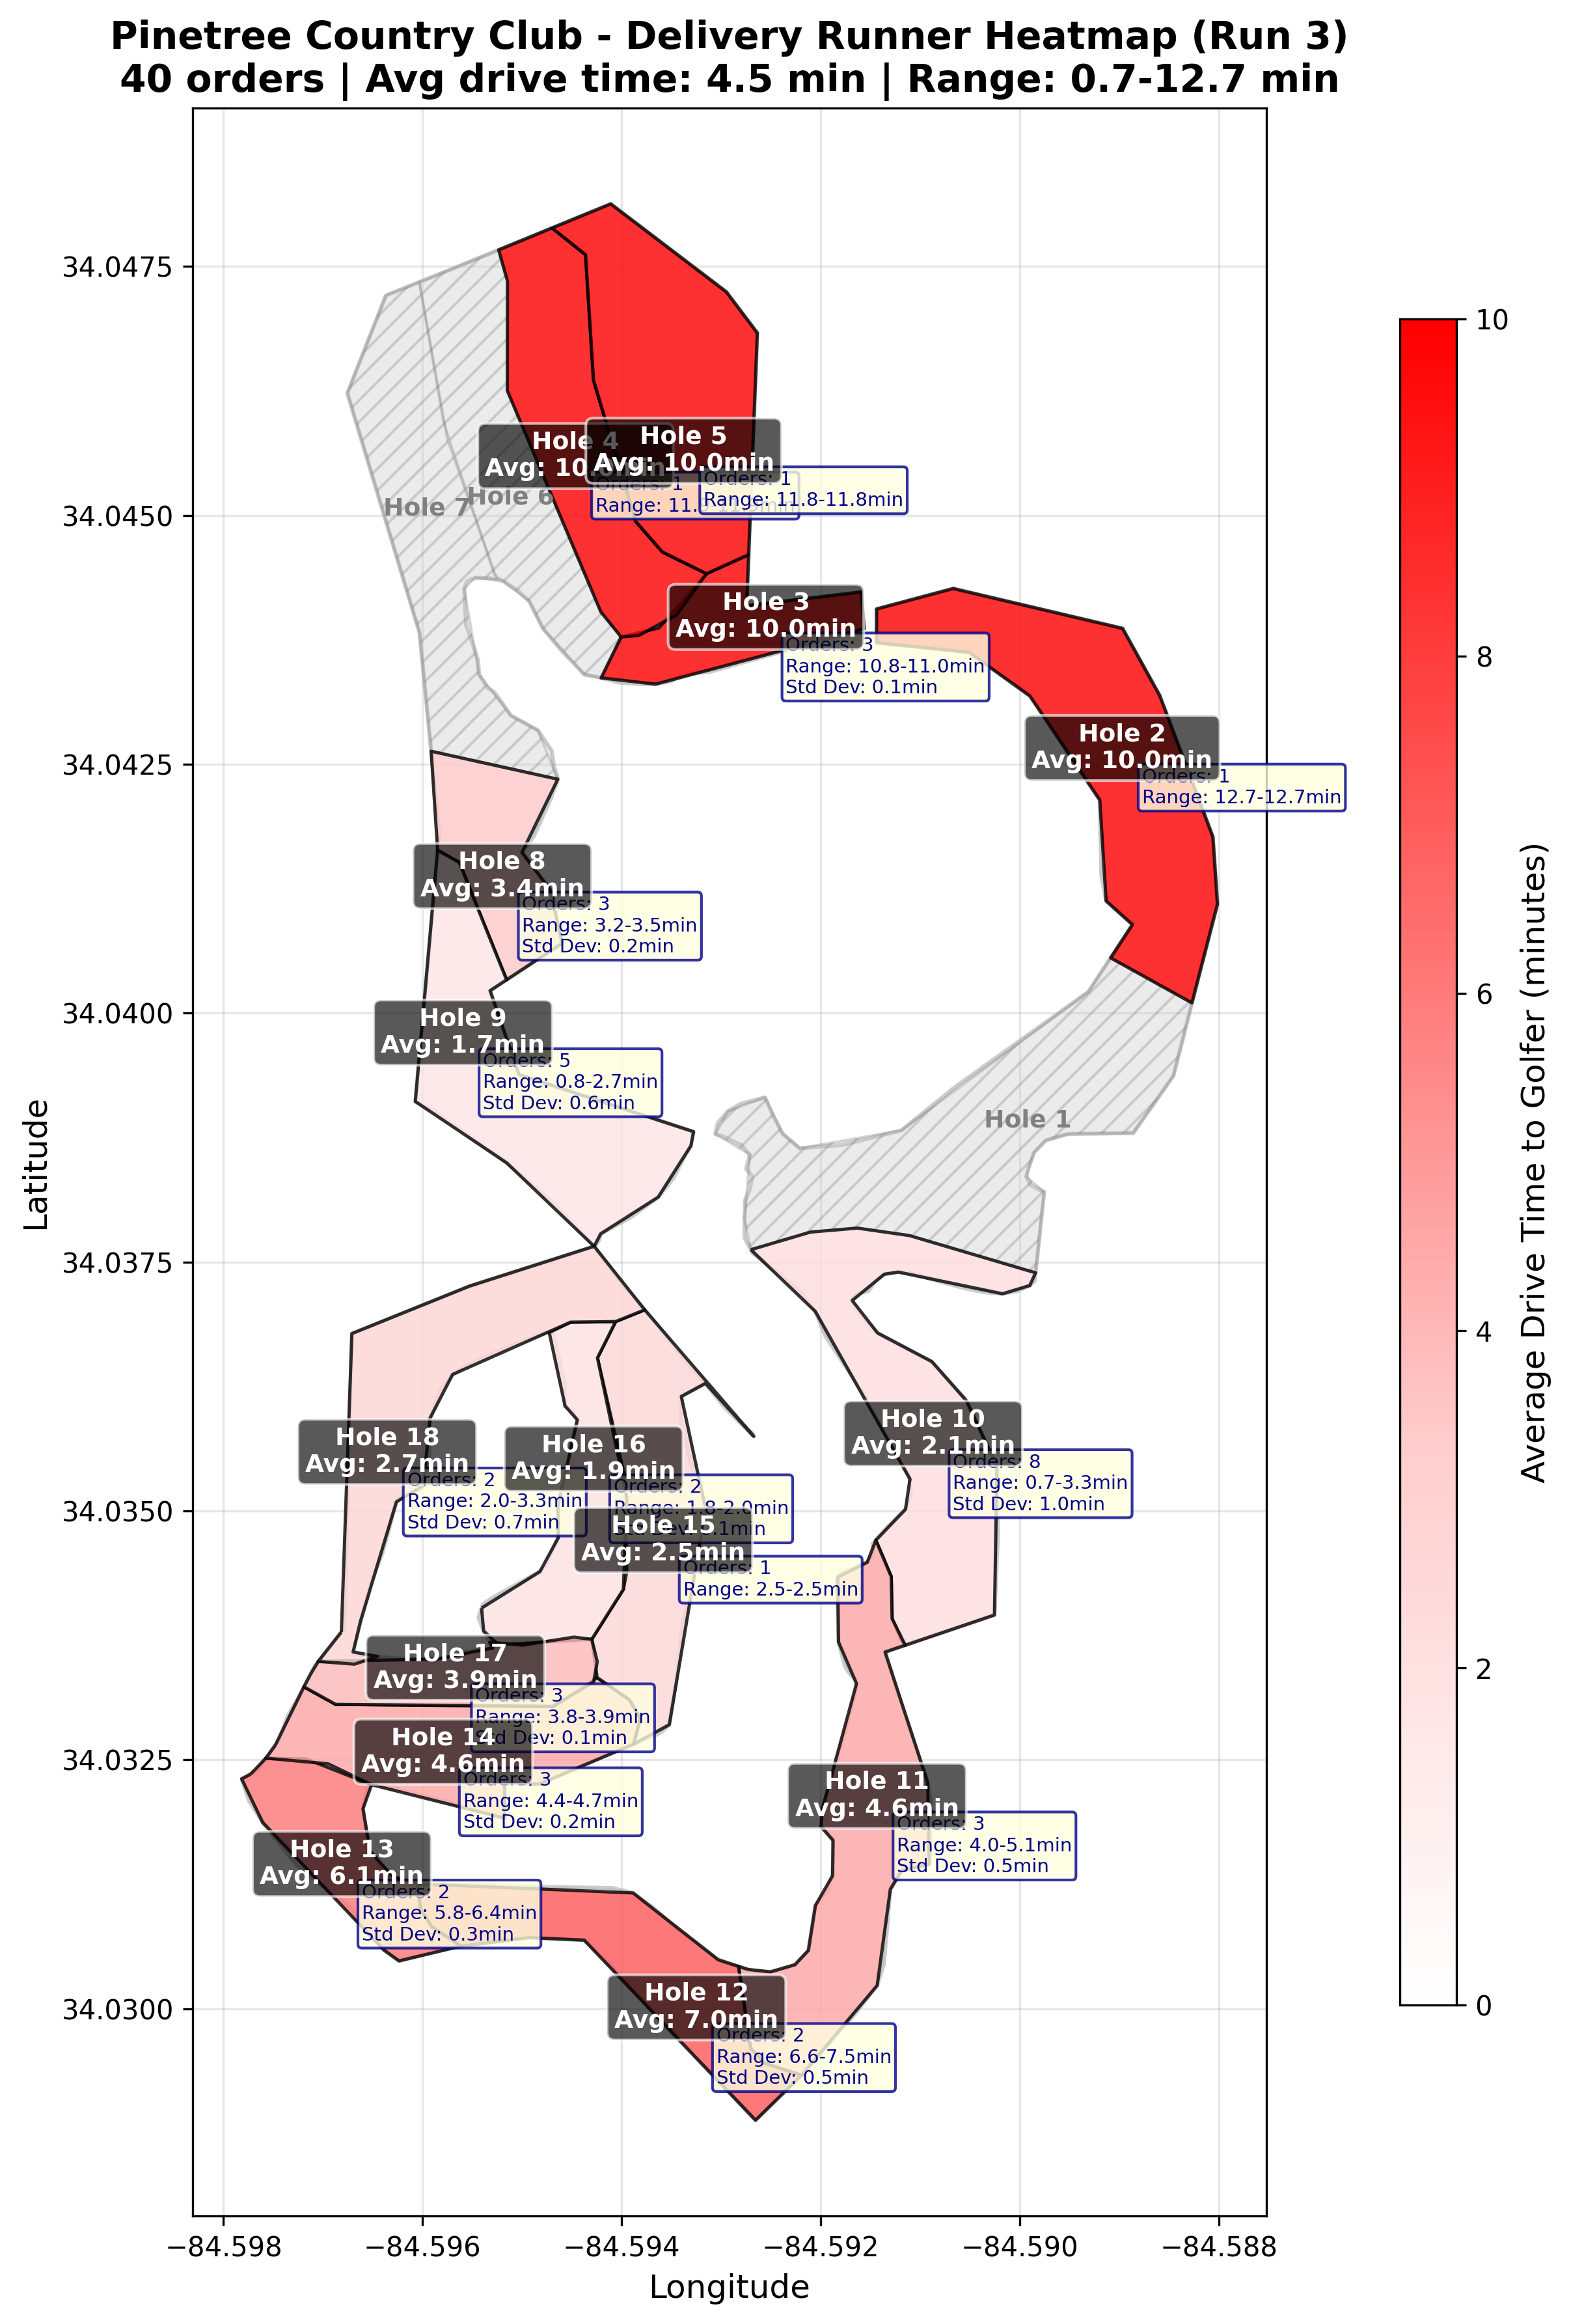 Pinetree Country Club - Delivery Runner Heatmap (Run 3)
40 orders | Avg drive time: 4.5 min | Range: 0.7-12.7 min
34.0475
34.0450
34.0425
34.0400
34.0375
34.0350
34.0325
34.0300
Latitude
−84.598
−84.596
−84.594
−84.592
−84.590
−84.588
Longitude
Hole 4
Avg:
Hole 5
Avg: 10.0min
Orders: 1
Range:
Orders: 1
Range: 11.8-11.8min
Hole 7
Hole 6
Hole 3
Avg: 10.0min
Orders: 3
Range: 10.8-11.0min
Std Dev: 0.1min
Hole 2
Avg: 10.0min
Orders: 1
Range: 12.7-12.7min
Hole 8
Avg: 3.4min
Orders: 3
Range: 3.2-3.5min
Std Dev: 0.2min
Hole 9
Avg: 1.7min
Orders: 5
Range: 0.8-2.7min
Std Dev: 0.6min
Hole 1
Hole 10
Avg: 2.1min
Orders: 8
Range: 0.7-3.3min
Std Dev: 1.0min
Hole 18
Avg: 2.7min
Orders: 2
Range: 2.0-3.3min
Std Dev: 0.7min
Hole 16
Avg: 1.9min
Orders: 2
Range: 1.8-2.0min
Std Dev: 0.1min
Hole 15
Avg: 2.5min
Orders: 1
Range: 2.5-2.5min
Hole 17
Avg: 3.9min
Orders: 3
Range: 3.8-3.9min
Std Dev: 0.1min
Hole 14
Avg: 4.6min
Orders: 3
Range: 4.4-4.7min
Std Dev: 0.2min
Hole 11
Avg: 4.6min
Orders: 3
Range: 4.0-5.1min
Std Dev: 0.5min
Hole 13
Avg: 6.1min
Orders: 2
Range: 5.8-6.4min
Std Dev: 0.3min
Hole 12
Avg: 7.0min
Orders: 2
Range: 6.6-7.5min
Std Dev: 0.5min
10
8
6
4
2
0
Average Drive Time to Golfer (minutes)